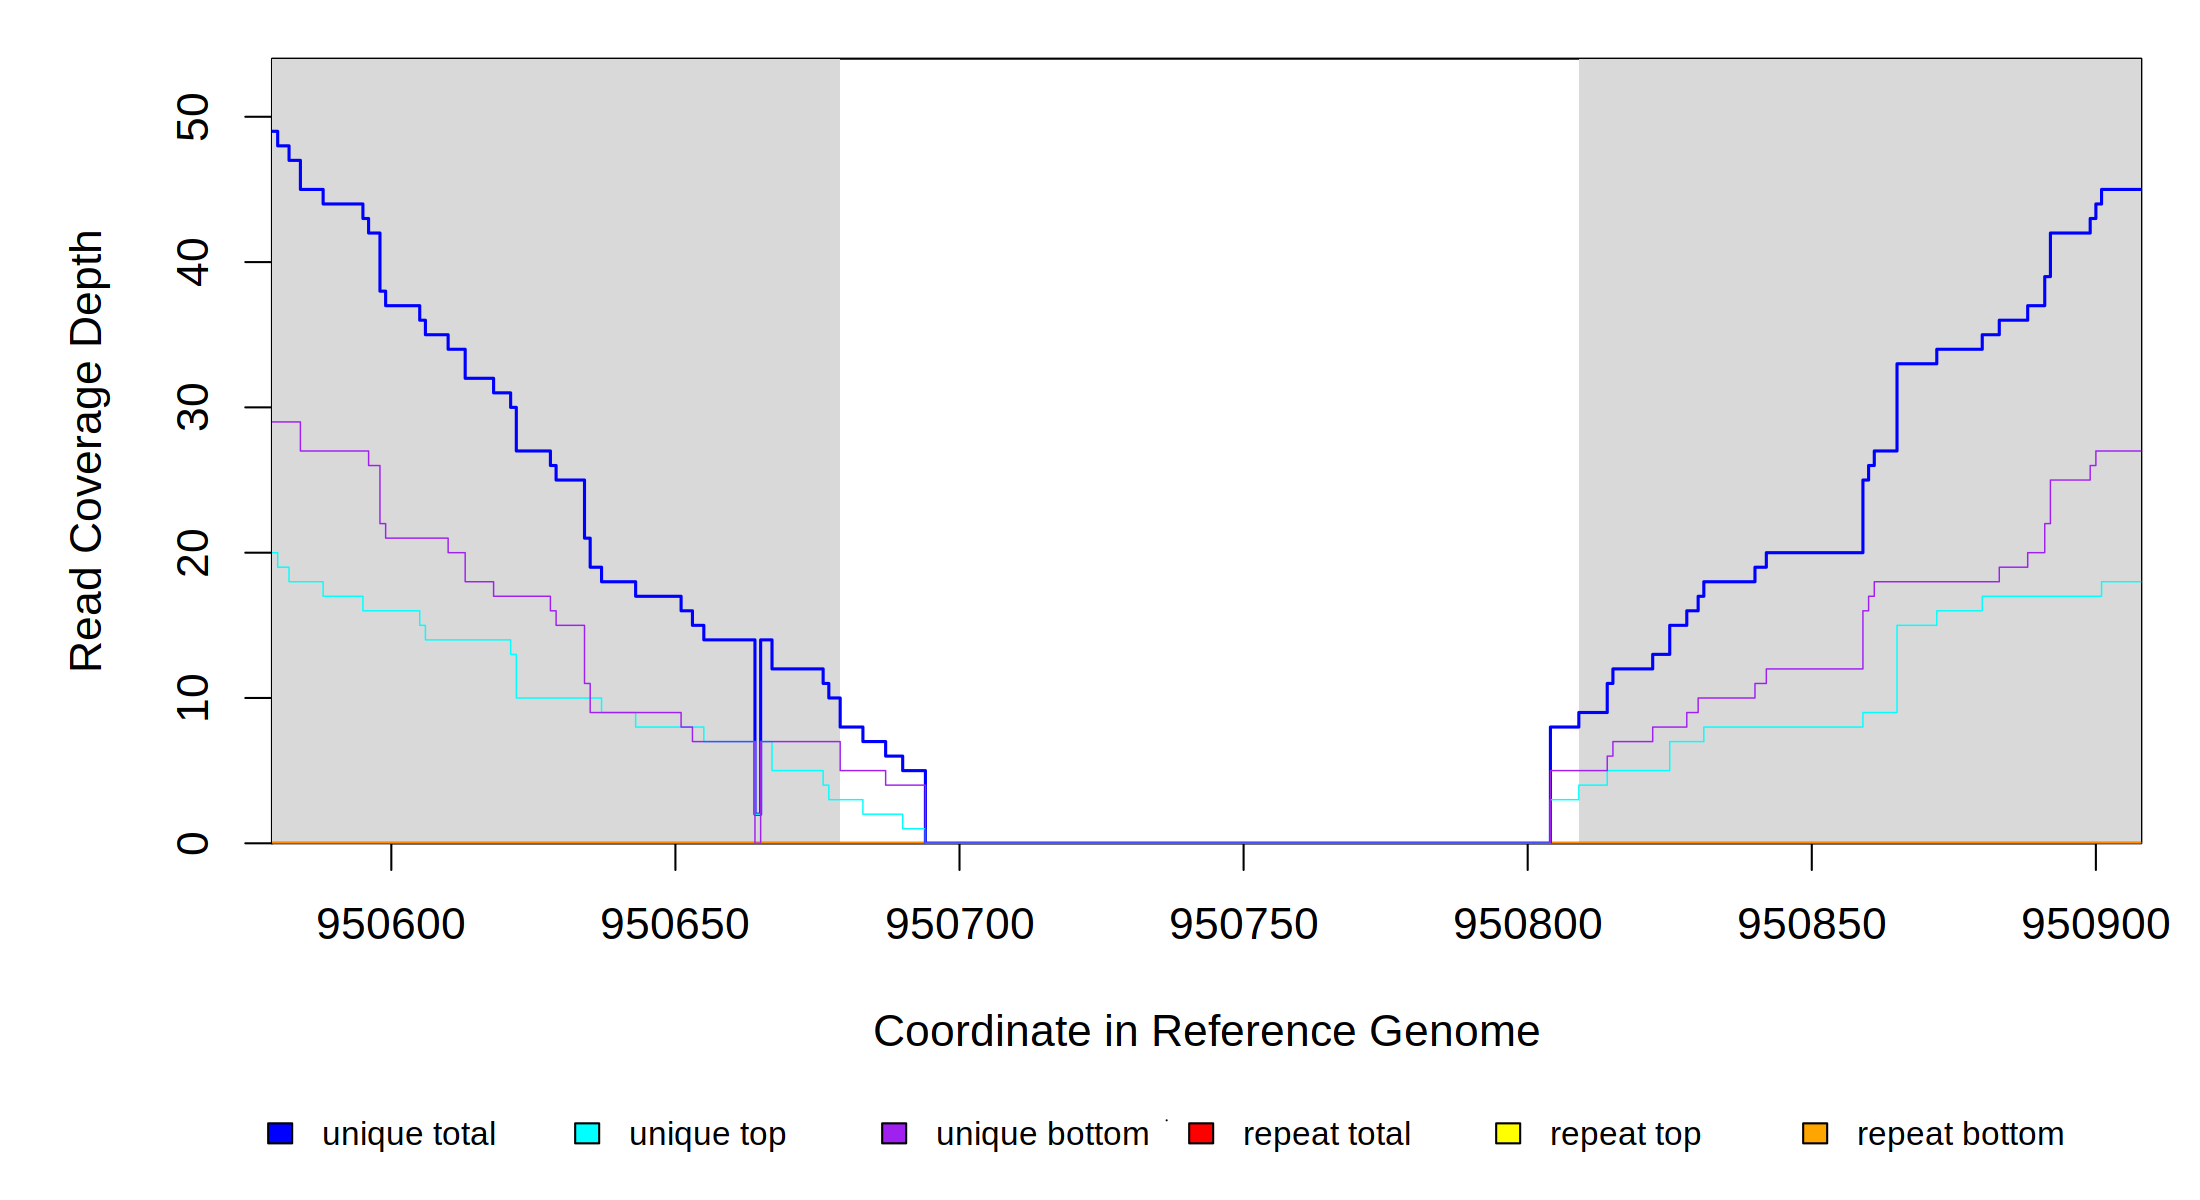 Read Coverage Depth
50
40
30
20
10
0
950600 950650 950700 950750 950800 950850 950900
Coordinate in Reference Genome
unique total unique top unique bottom repeat total repeat top repeat bottom